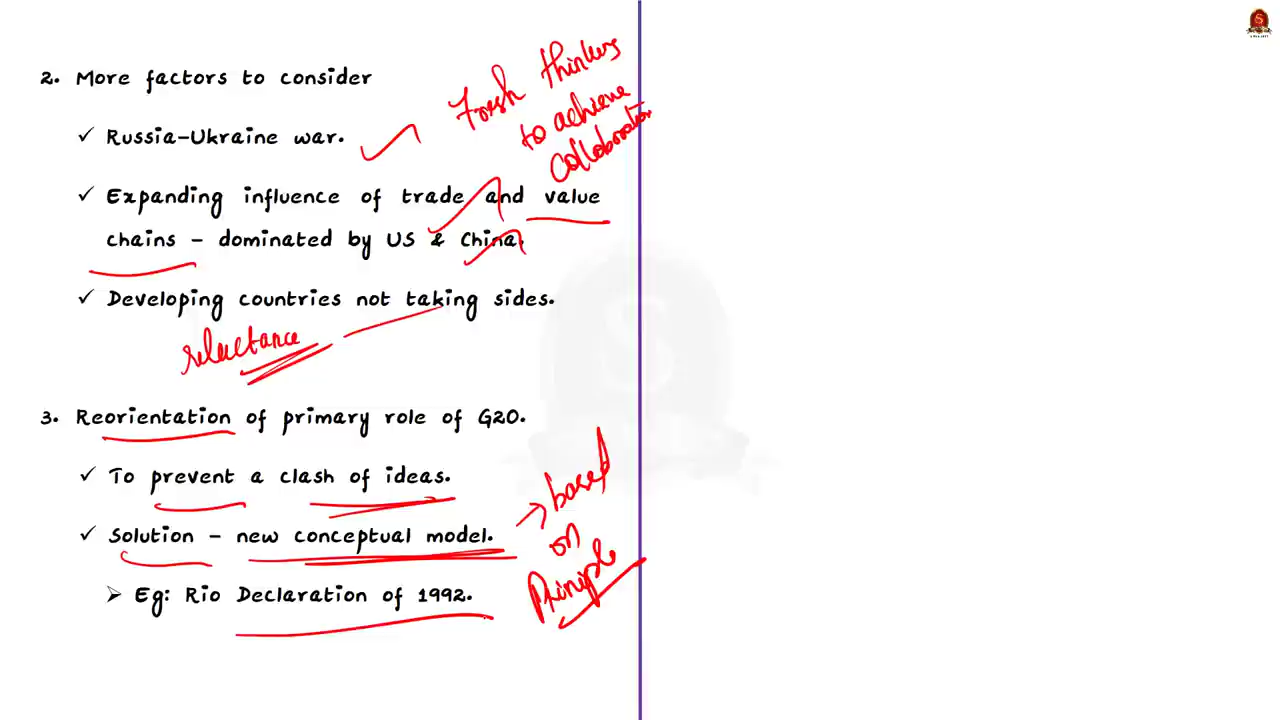 2. More factors to consider
Fresh thinking
to achieve
collaboration
✓ Russia-Ukraine war.
✓ Expanding influence of trade and value
chains - dominated by US & China.
✓ Developing countries not taking sides.
reluctance
3. Reorientation of primary role of G20.
✓ To prevent a clash of ideas.
✓ Solution - new conceptual model.
→ based
on
Principle
➢ Eg: Rio Declaration of 1992.